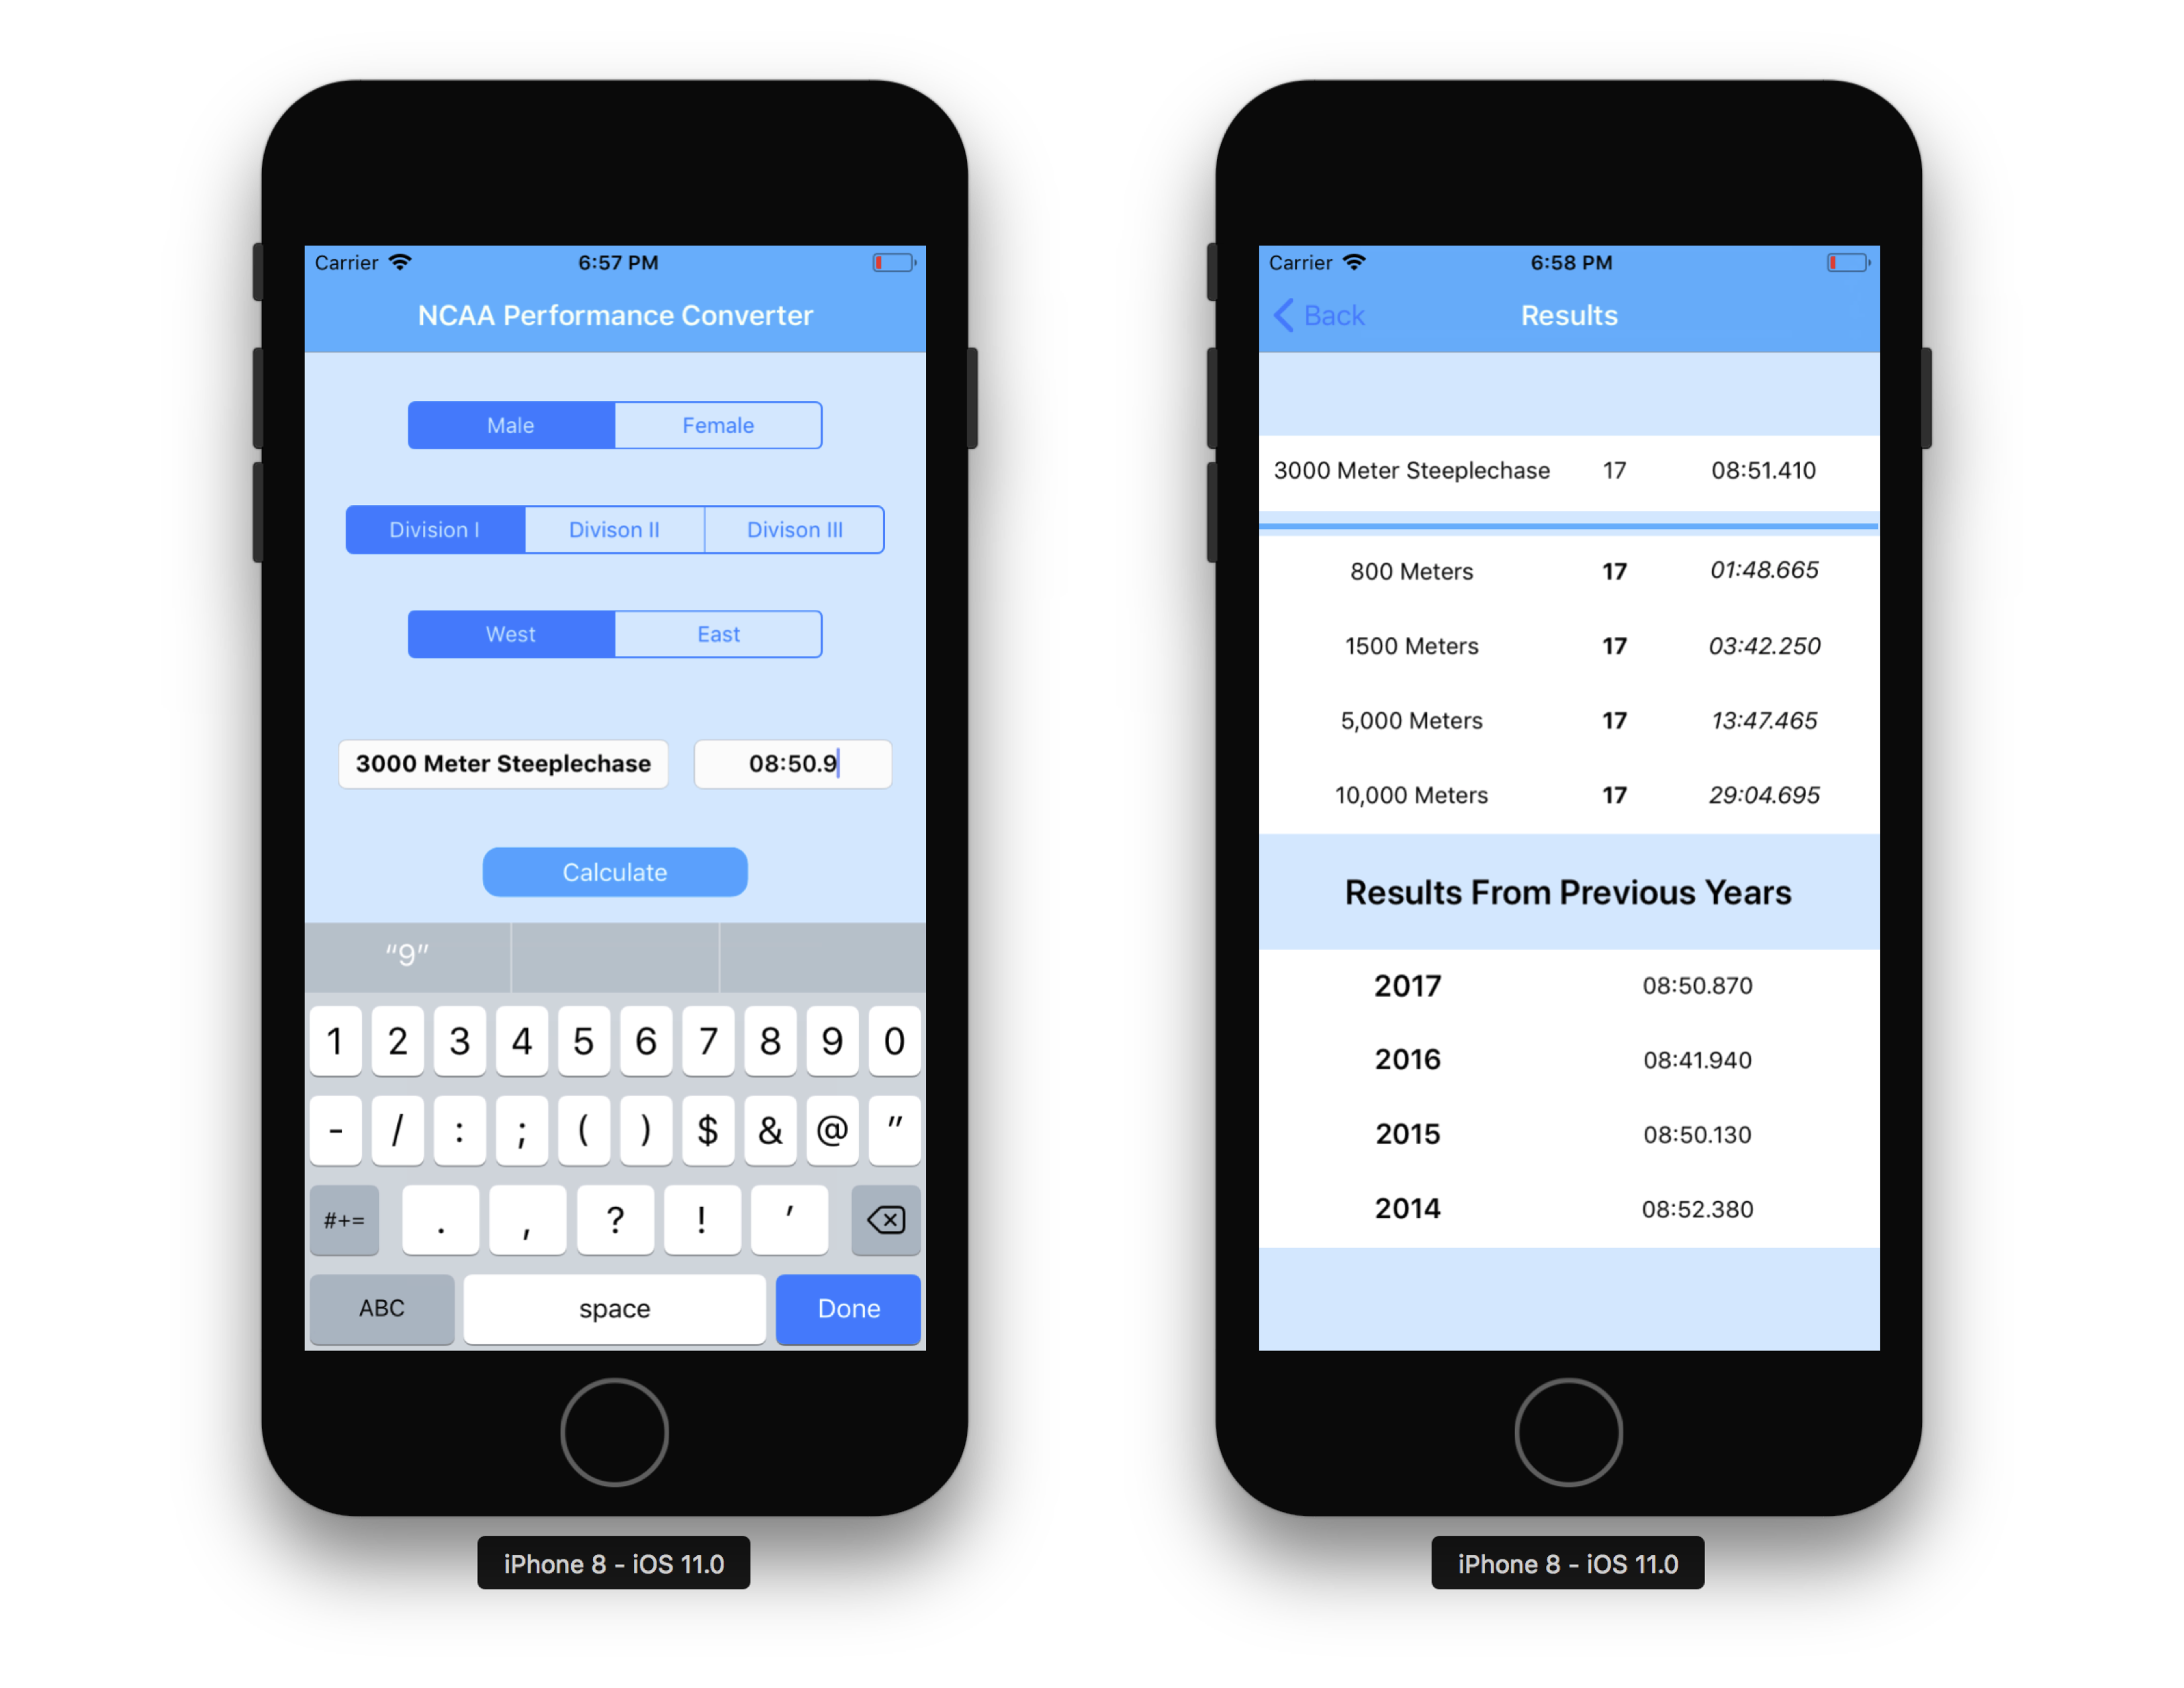 Carrier 6:57 PM
NCAA Performance Converter
Male Female
Division I Divison II Divison III
West East
3000 Meter Steeplechase 08:50.9
Calculate
“9”
1 2 3 4 5 6 7 8 9 0
- / : ; ( ) $ & @ "
#+= . , ? ! '
ABC space Done
iPhone 8 - iOS 11.0
Carrier 6:58 PM
Back Results
3000 Meter Steeplechase 17 08:51.410
800 Meters 17 01:48.665
1500 Meters 17 03:42.250
5,000 Meters 17 13:47.465
10,000 Meters 17 29:04.695
Results From Previous Years
2017 08:50.870
2016 08:41.940
2015 08:50.130
2014 08:52.380
iPhone 8 - iOS 11.0